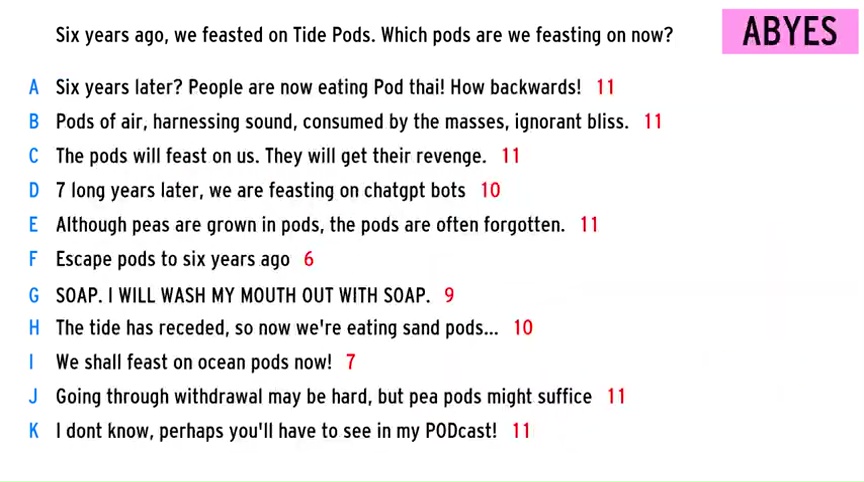 Six years ago, we feasted on Tide Pods. Which pods are we feasting on now?
ABYES
A Six years later? People are now eating Pod thai! How backwards! 11
B Pods of air, harnessing sound, consumed by the masses, ignorant bliss. 11
C The pods will feast on us. They will get their revenge. 11
D 7 long years later, we are feasting on chatgpt bots 10
E Although peas are grown in pods, the pods are often forgotten. 11
F Escape pods to six years ago 6
G SOAP. I WILL WASH MY MOUTH OUT WITH SOAP. 9
H The tide has receded, so now we're eating sand pods... 10
I We shall feast on ocean pods now! 7
J Going through withdrawal may be hard, but pea pods might suffice 11
K I dont know, perhaps you'll have to see in my PODcast! 11